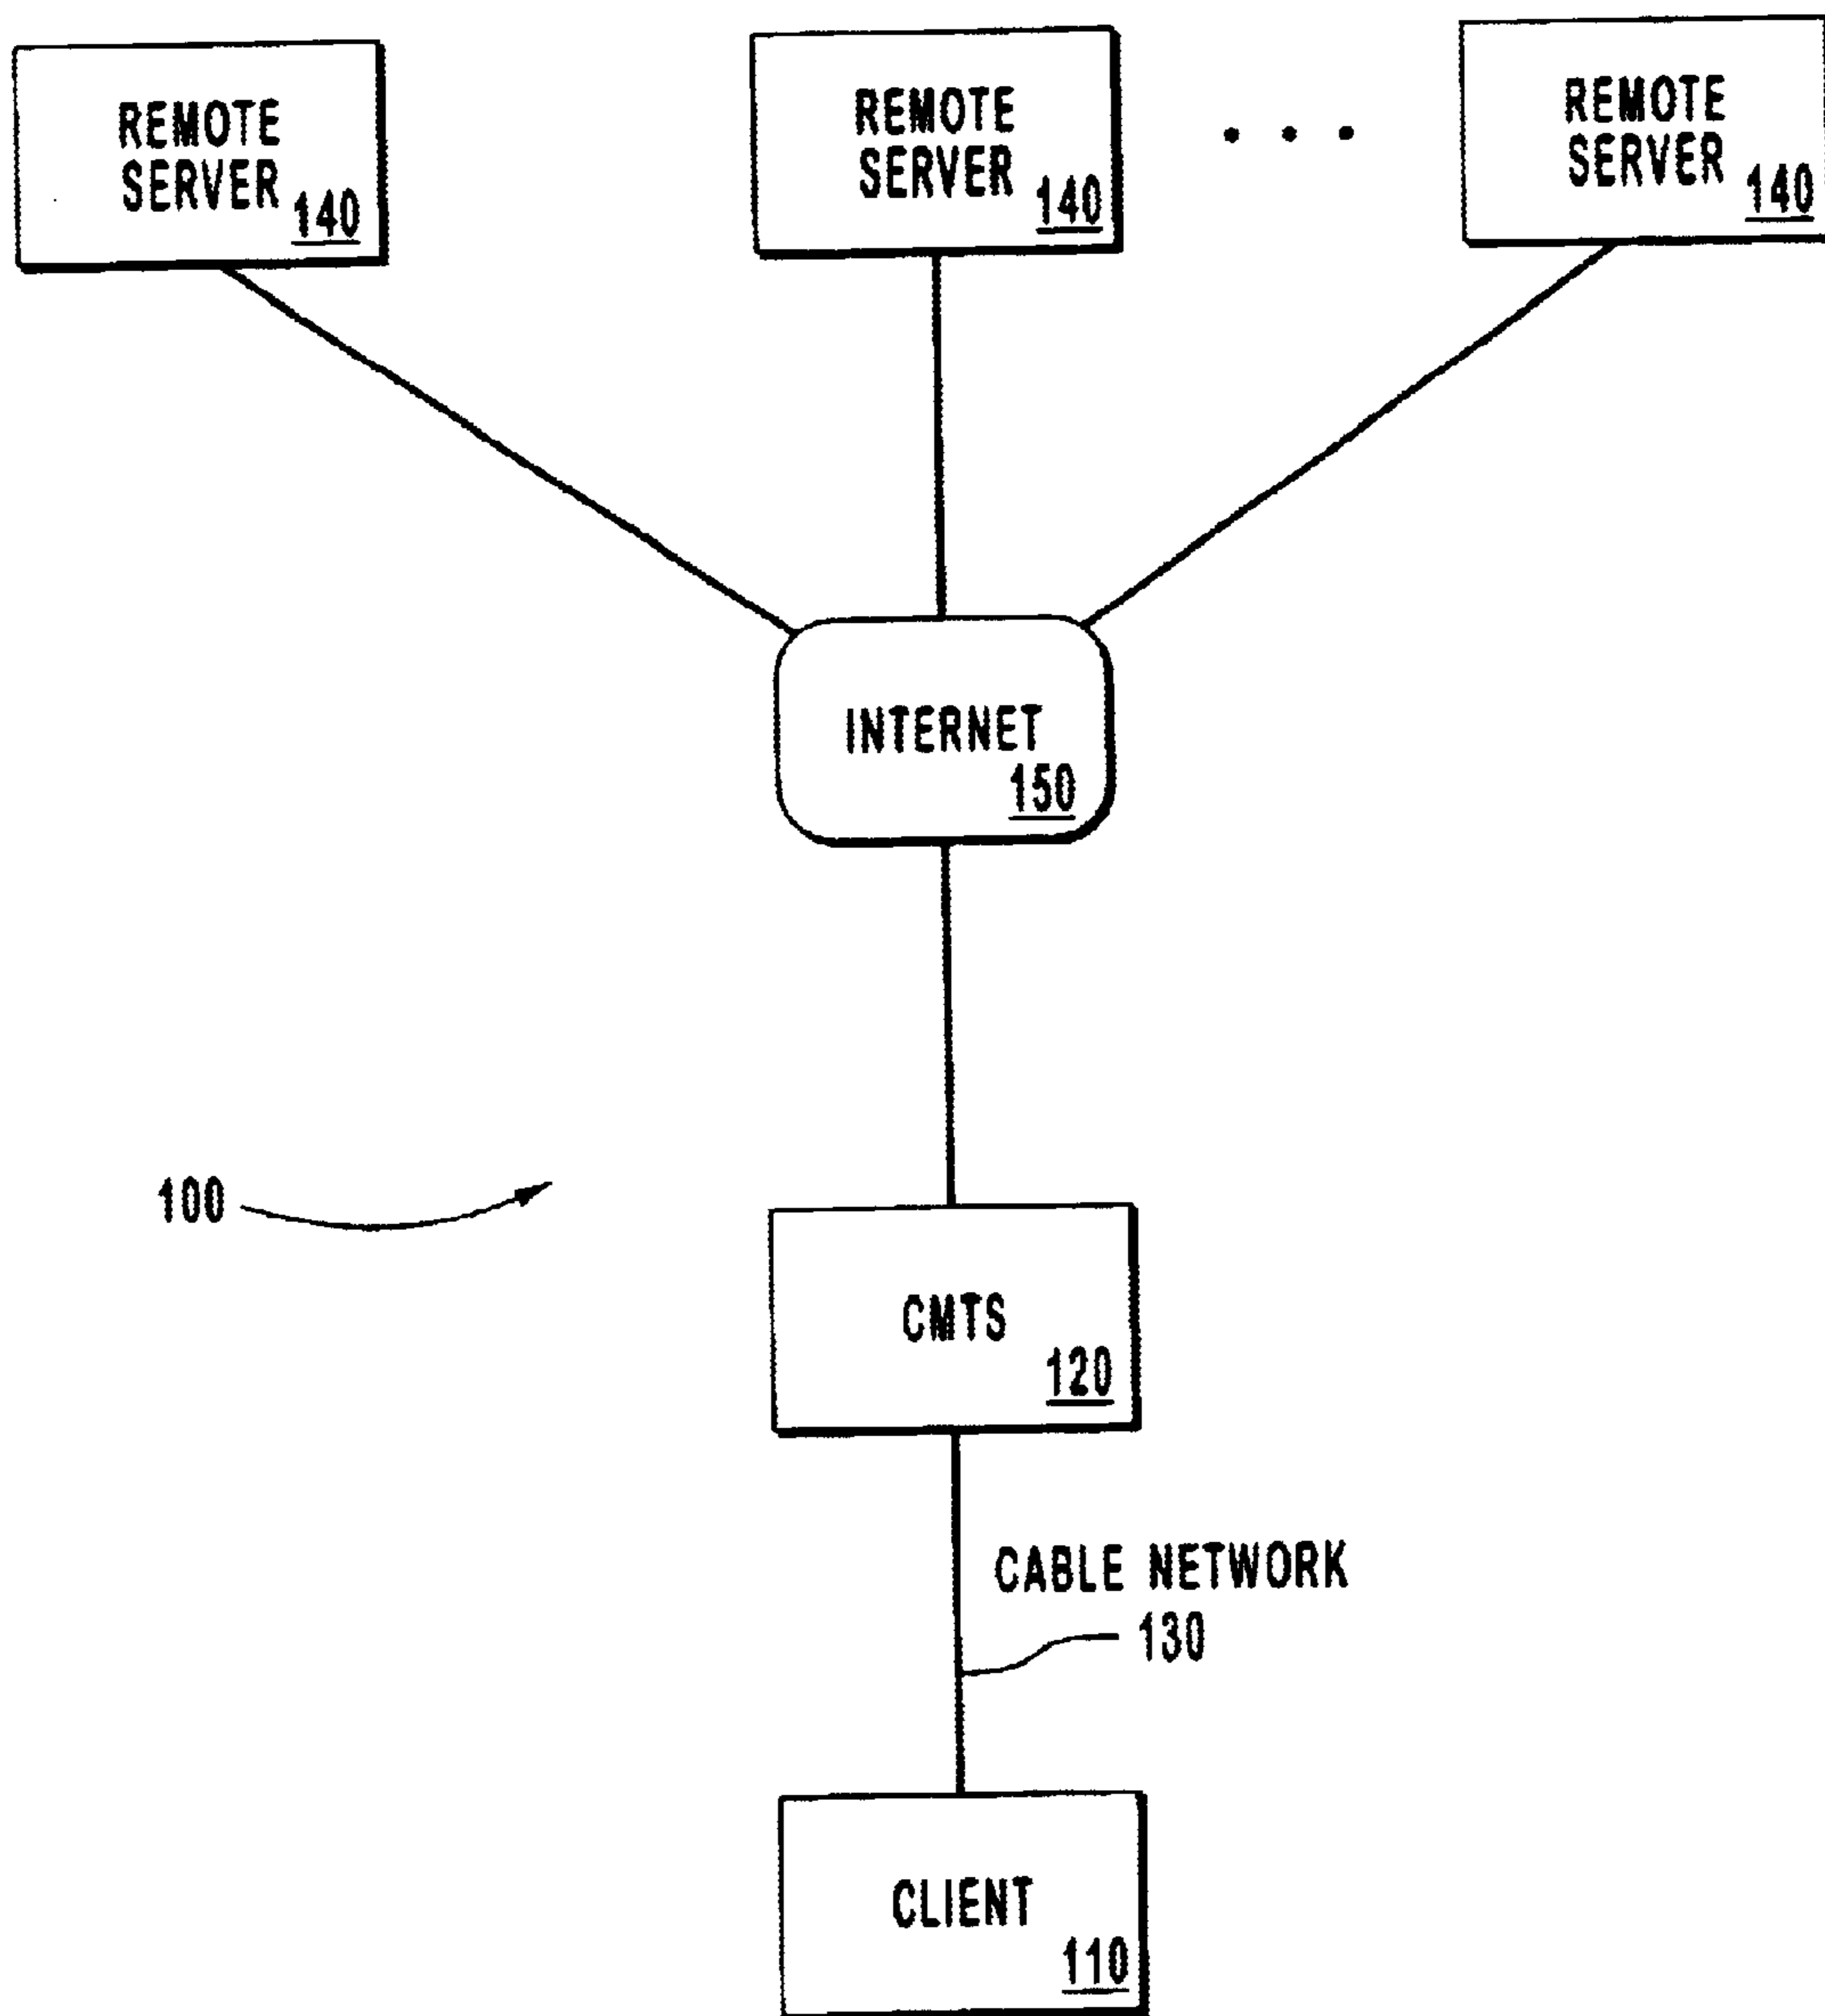 REMOTE
SERVER
140
REMOTE
SERVER
140
. . .
REMOTE
SERVER
140
INTERNET
150
100
CMTS
120
CABLE NETWORK
130
CLIENT
110